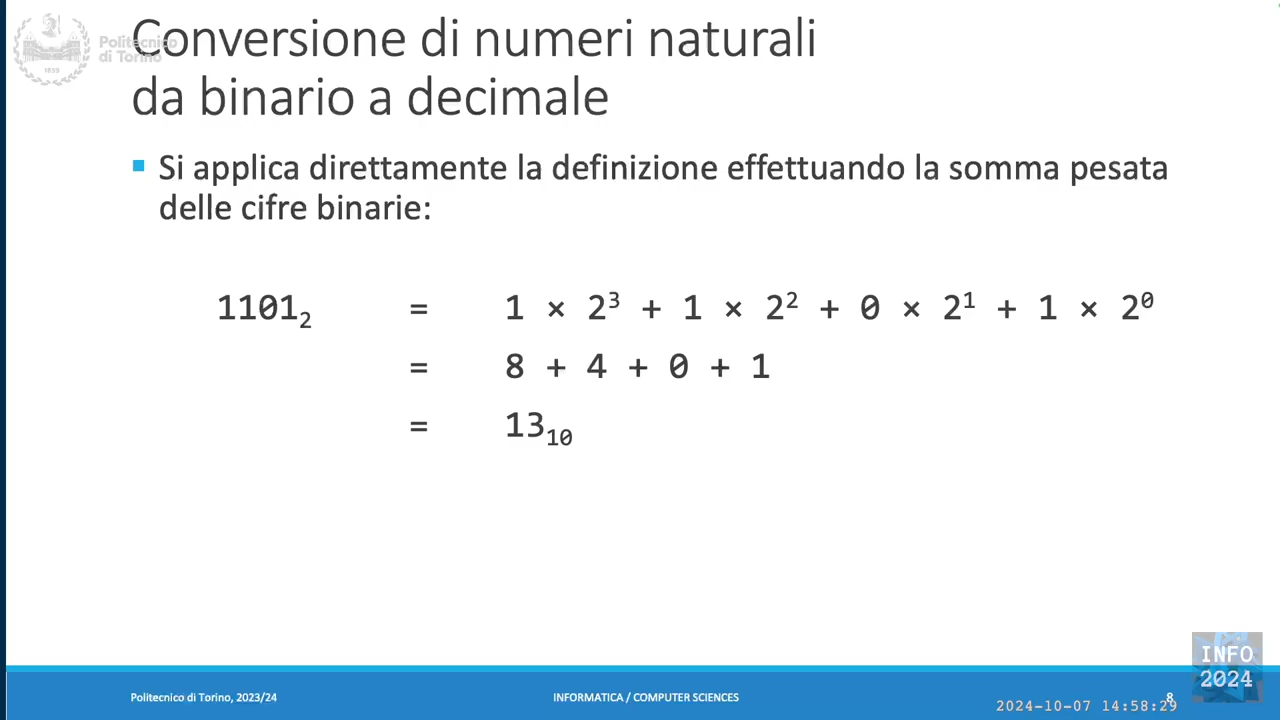 Politecnico
di Torino
1859
Conversione di numeri naturali
da binario a decimale
Si applica direttamente la definizione effettuando la somma pesata
delle cifre binarie:
1101₂ = 1 × 2³ + 1 × 2² + 0 × 2¹ + 1 × 2⁰
= 8 + 4 + 0 + 1
= 13₁₀
INFO
2024
Politecnico di Torino, 2023/24 INFORMATICA / COMPUTER SCIENCES 8
2024-10-07 14:58:29